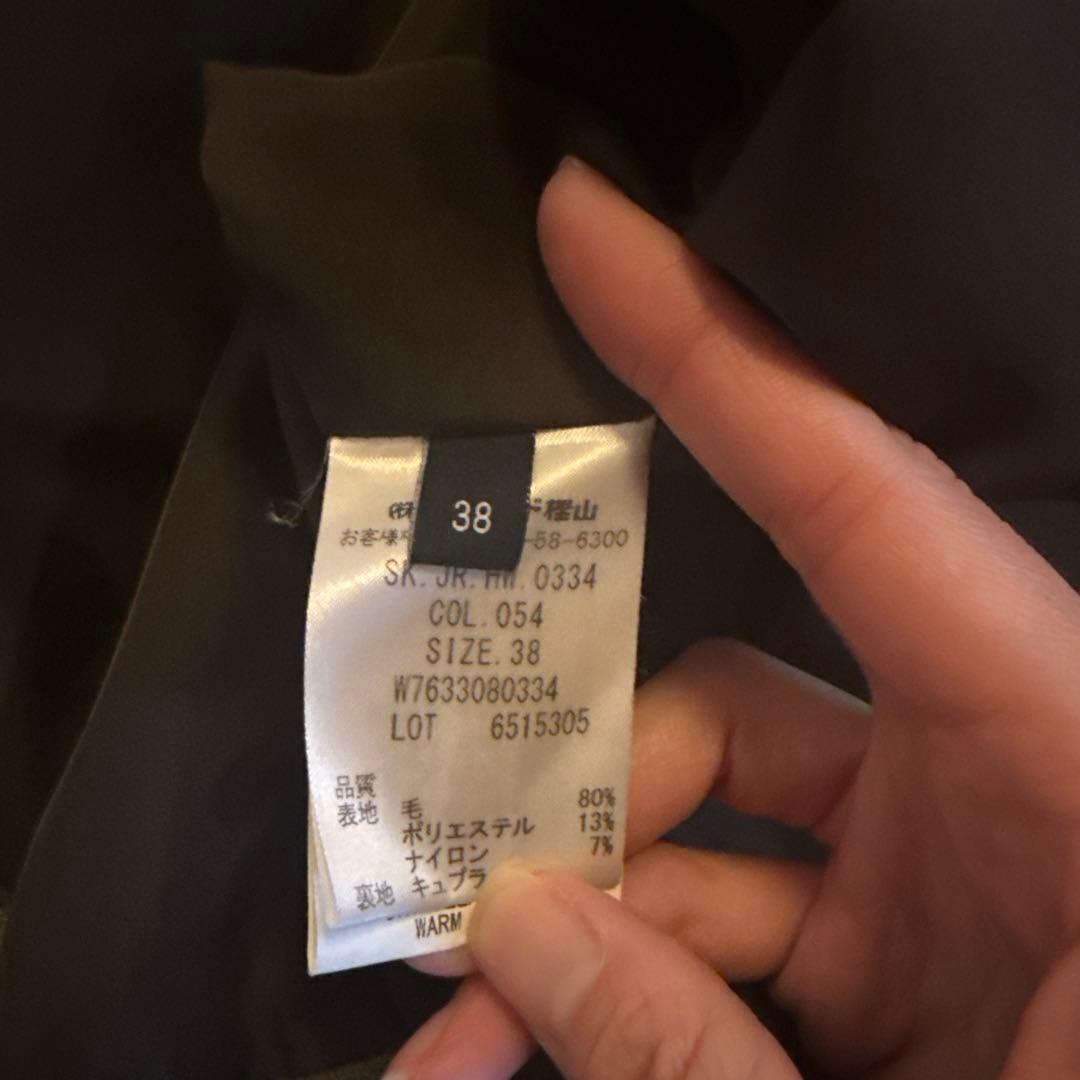 38
ド樫山
お客様
-58-6300
SK. JR. HW. 0334
COL. 054
SIZE. 38
W7633080334
LOT 6515305
品質
表地 毛 80%
ポリエステル 13%
ナイロン 7%
裏地 キュプラ
WARM